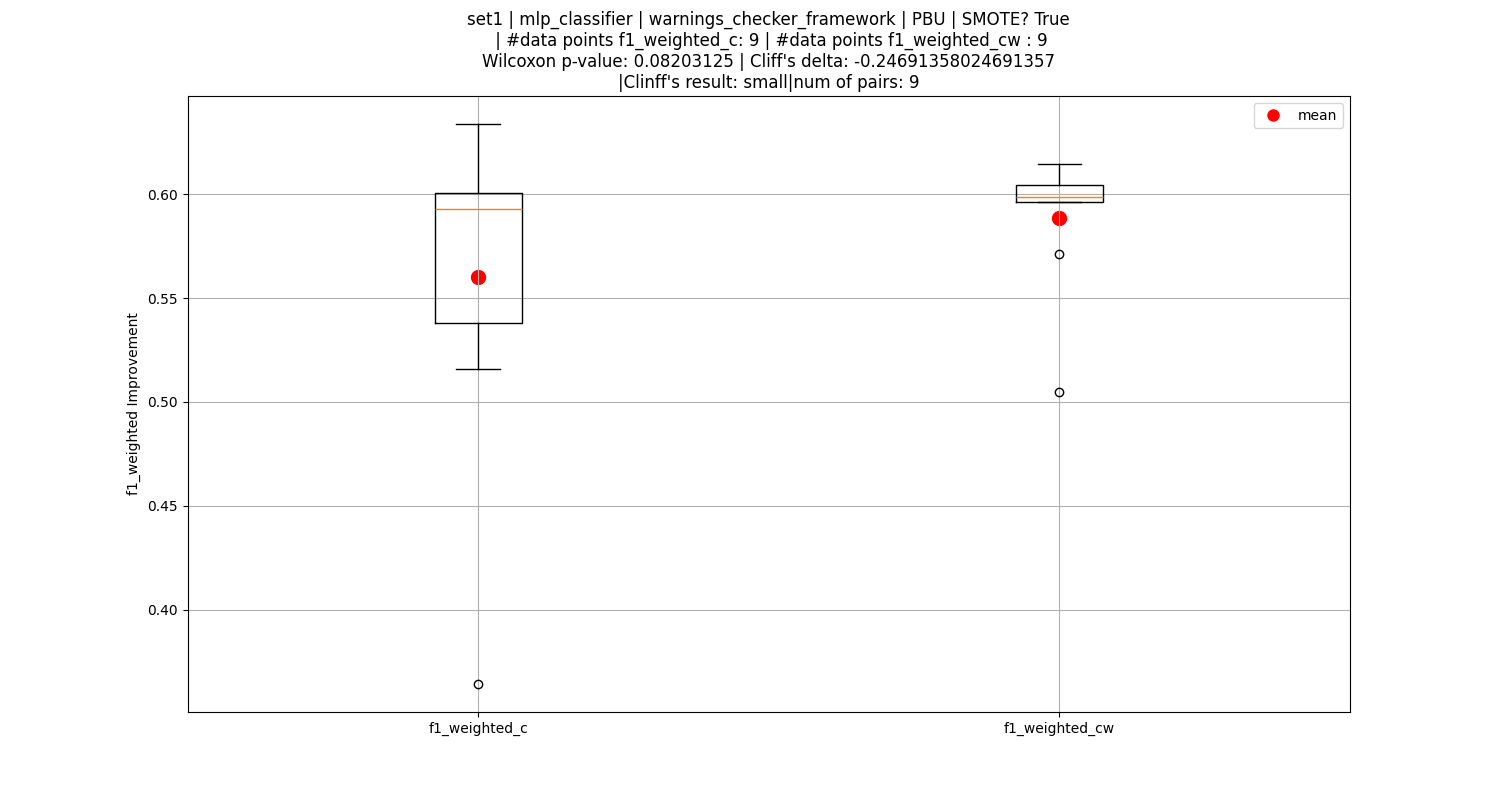 set1 | mlp_classifier | warnings_checker_framework | PBU | SMOTE? True
| #data points f1_weighted_c: 9 | #data points f1_weighted_cw : 9
Wilcoxon p-value: 0.08203125 | Cliff's delta: -0.24691358024691357
|Clinff's result: small|num of pairs: 9
mean
0.60
0.55
0.50
0.45
0.40
f1_weighted Improvement
f1_weighted_c
f1_weighted_cw